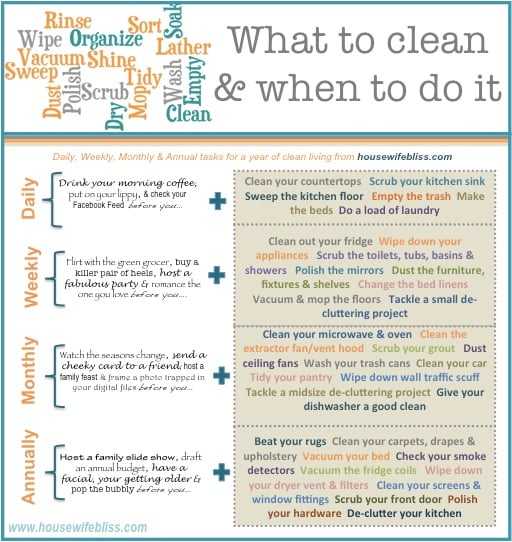 Rinse
Sort
Soak
Wipe Organize
Lather
Vacuum Shine
Sweep
Tidy
Wash
Empty
Dust
Polish
Scrub
Dry
Mop
Clean
What to clean
& when to do it
Daily, Weekly, Monthly & Annual tasks for a year of clean living from housewifebliss.com
Daily
Drink your morning coffee,
put on your lippy, & check your
Facebook Feed before you...
+
Clean your countertops Scrub your kitchen sink
Sweep the kitchen floor Empty the trash Make
the beds Do a load of laundry
Weekly
Flirt with the green grocer, buy a
killer pair of heels, host a
fabulous party & romance the
one you love before you...
+
Clean out your fridge Wipe down your
appliances Scrub the toilets, tubs, basins &
showers Polish the mirrors Dust the furniture,
fixtures & shelves Change the bed linens
Vacuum & mop the floors Tackle a small de-
cluttering project
Monthly
Watch the seasons change, send a
cheeky card to a friend, host a
family feast & frame a photo trapped in
your digital files before you...
+
Clean your microwave & oven Clean the
extractor fan/vent hood Scrub your grout Dust
ceiling fans Wash your trash cans Clean your car
Tidy your pantry Wipe down wall traffic scuff
Tackle a midsize de-cluttering project Give your
dishwasher a good clean
Annually
Host a family slide show, draft
an annual budget, have a
facial, your getting older &
pop the bubbly before you...
+
Beat your rugs Clean your carpets, drapes &
upholstery Vacuum your bed Check your smoke
detectors Vacuum the fridge coils Wipe down
your dryer vent & filters Clean your screens &
window fittings Scrub your front door Polish
your hardware De-clutter your kitchen
www.housewifebliss.com